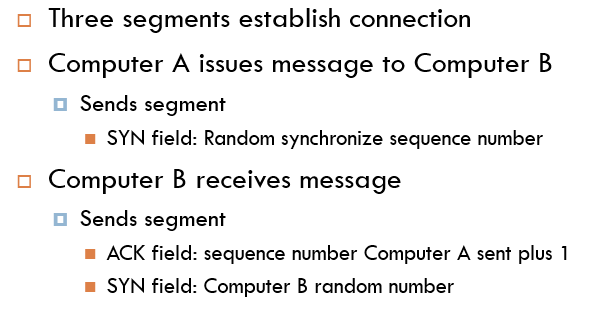 Three segments establish connection
Computer A issues message to Computer B
Sends segment
SYN field: Random synchronize sequence number
Computer B receives message
Sends segment
ACK field: sequence number Computer A sent plus 1
SYN field: Computer B random number